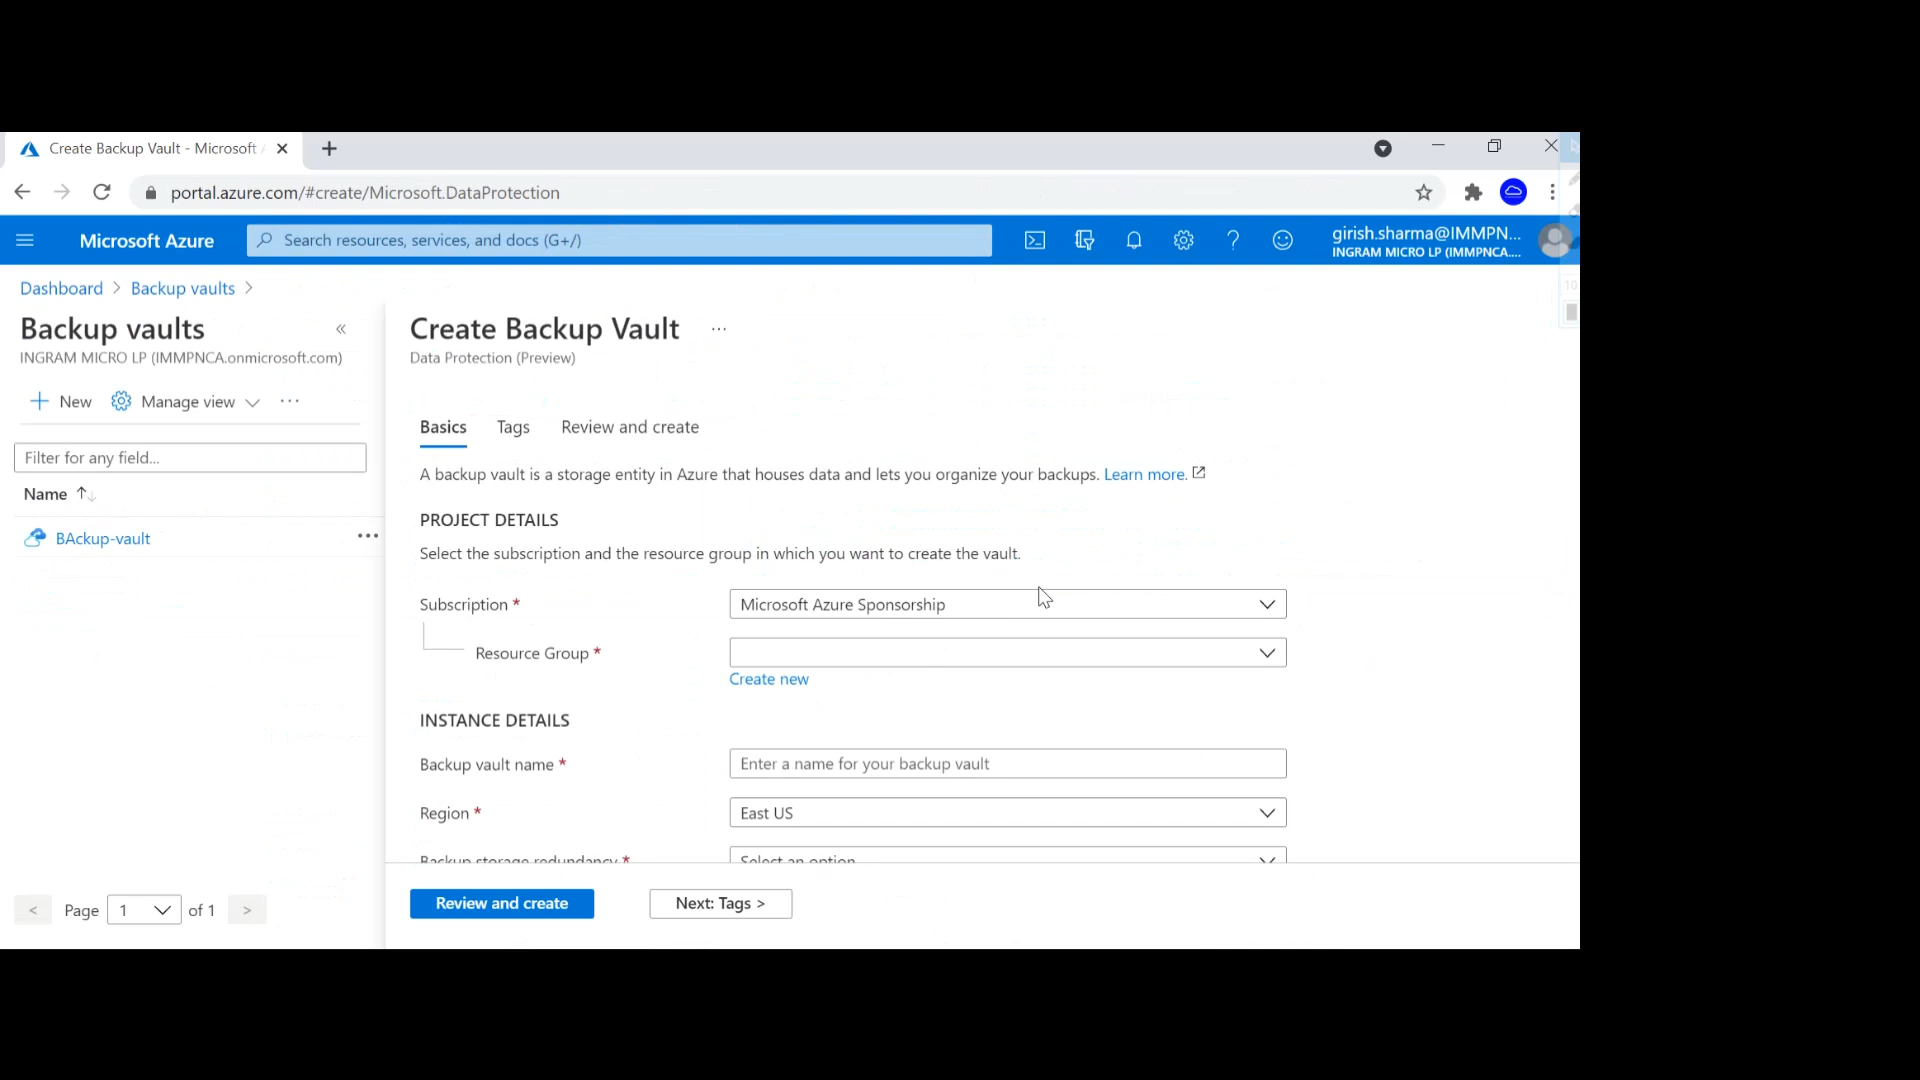 Create Backup Vault - Microsoft A
portal.azure.com/#create/Microsoft.DataProtection
Microsoft Azure
Search resources, services, and docs (G+/)
girish.sharma@IMMPN...
INGRAM MICRO LP (IMMPNCA....
Dashboard > Backup vaults >
Backup vaults
«
INGRAM MICRO LP (IMMPNCA.onmicrosoft.com)
+ New Manage view ...
Filter for any field...
Name ↑↓
BAckup-vault ...
< Page 1 of 1 >
Create Backup Vault ...
Data Protection (Preview)
Basics Tags Review and create
A backup vault is a storage entity in Azure that houses data and lets you organize your backups. Learn more.
PROJECT DETAILS
Select the subscription and the resource group in which you want to create the vault.
Subscription * Microsoft Azure Sponsorship
Resource Group *
Create new
INSTANCE DETAILS
Backup vault name * Enter a name for your backup vault
Region * East US
Backup storage redundancy * Select an option
Review and create Next: Tags >